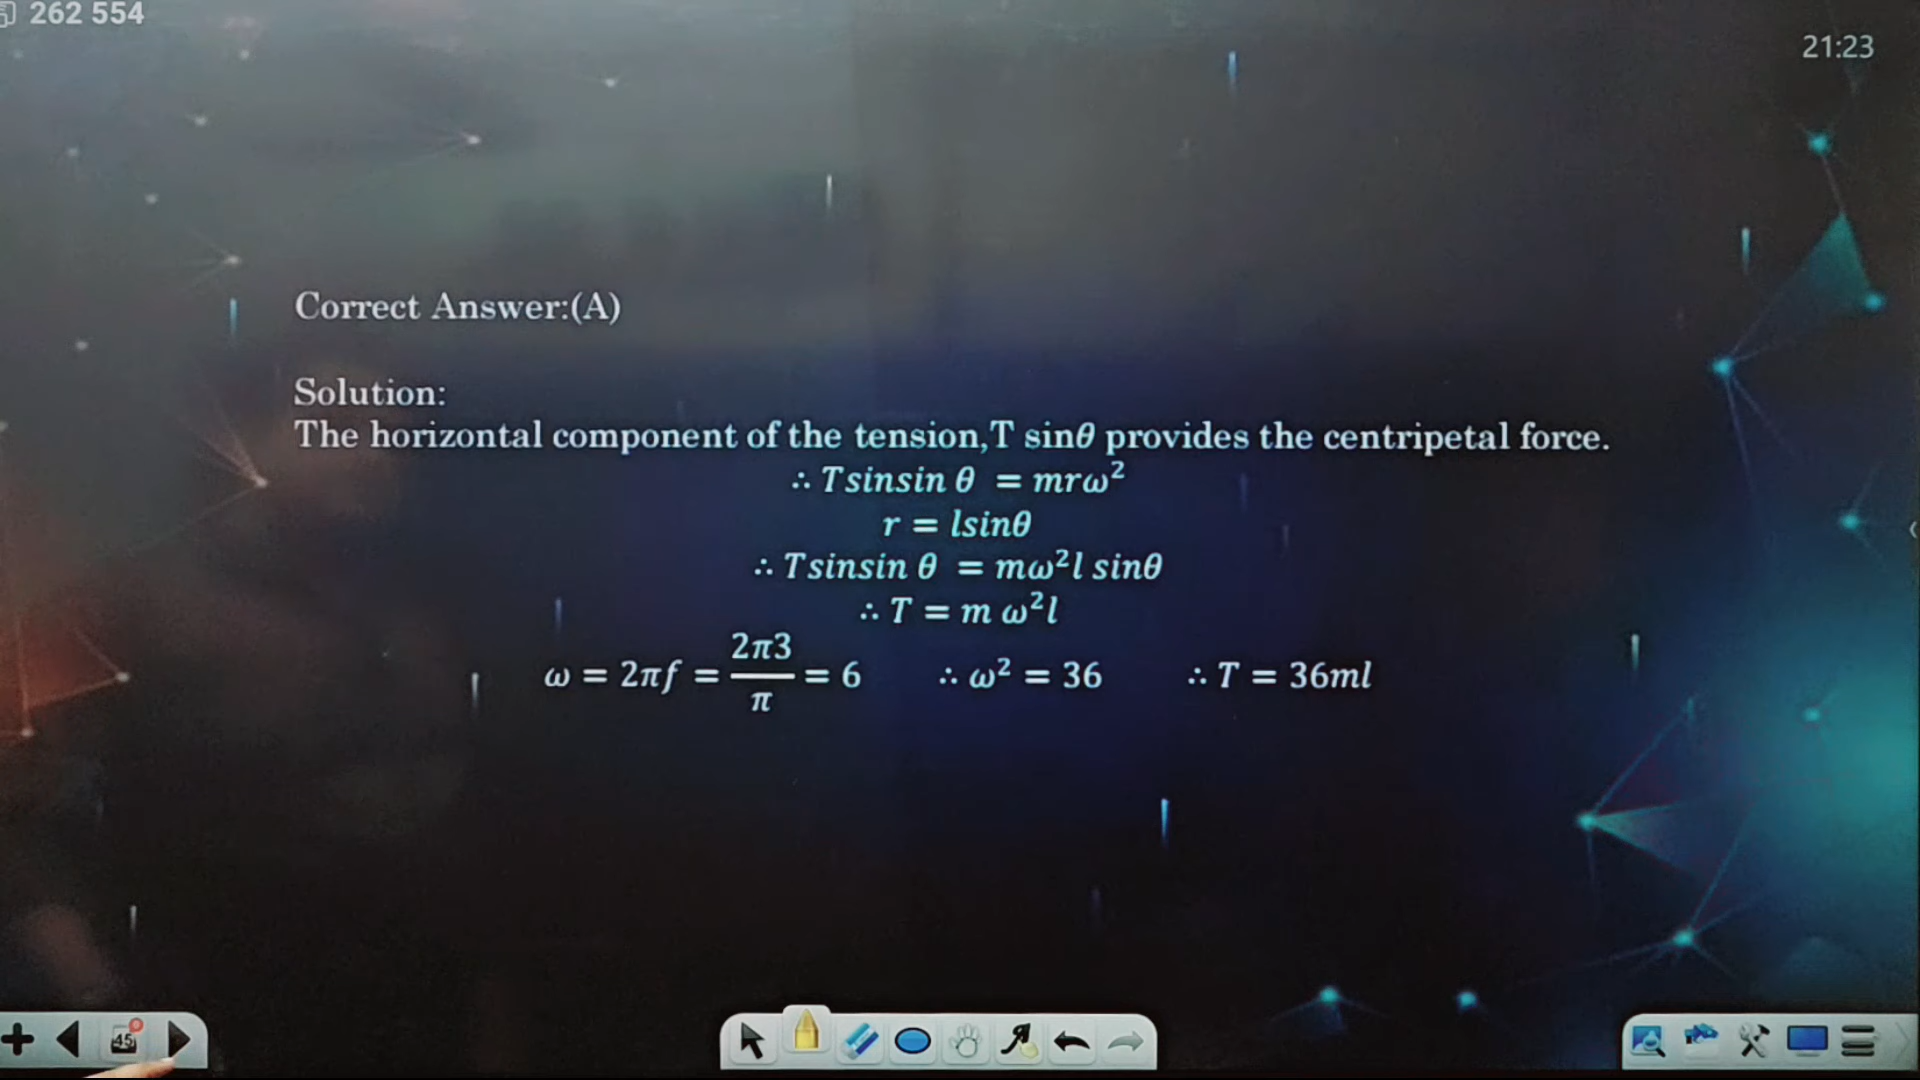 262 554
21:23
Correct Answer:(A)
Solution:
The horizontal component of the tension,T sinθ provides the centripetal force.
∴ Tsinsin θ = mrω²
r = lsinθ
∴ Tsinsin θ = mω²l sinθ
∴ T = m ω²l
ω = 2πf = 2π3/π = 6 ∴ ω² = 36 ∴ T = 36ml
45